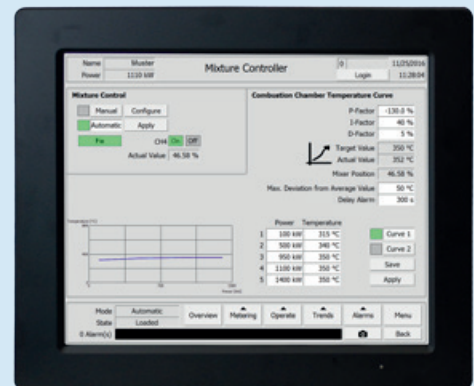 Name Muster
Power 1110 kW
Mixture Controller
0 11/25/2016
Login 11:28:04
Mixture Control
Manual Configure
Automatic Apply
Fix CH4 On Off
Actual Value 46.58 %
Combustion Chamber Temperature Curve
P-Factor -130.0 %
I-Factor 40 %
D-Factor 5 %
Target Value 350 °C
Actual Value 352 °C
Mixer Position 46.58 %
Max. Deviation from Average Value 50 °C
Delay Alarm 300 s
Power Temperature
1 100 kW 315 °C
2 500 kW 340 °C
3 950 kW 350 °C
4 1100 kW 350 °C
5 1400 kW 350 °C
Curve 1
Curve 2
Save
Apply
Mode Automatic
State Loaded
Overview Metering Operate Trends Alarms Menu
0 Alarm(s)
Back